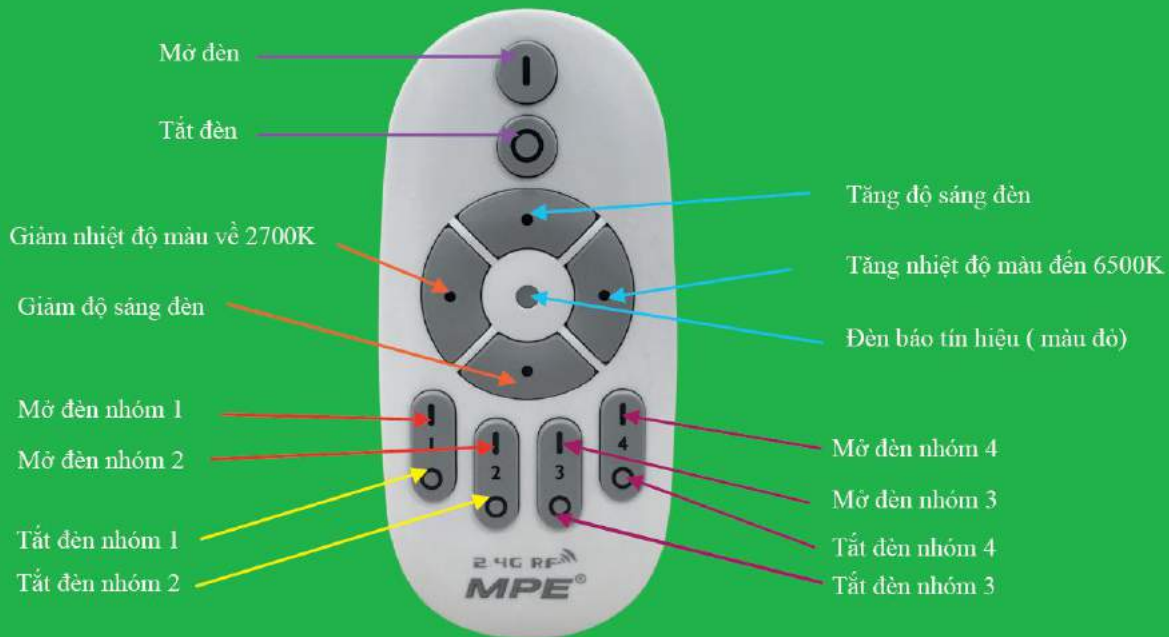 Mở đèn
Tắt đèn
Tăng độ sáng đèn
Giảm nhiệt độ màu về 2700K
Tăng nhiệt độ màu đến 6500K
Giảm độ sáng đèn
Đèn báo tín hiệu ( màu đỏ)
Mở đèn nhóm 1
Mở đèn nhóm 2
Mở đèn nhóm 4
Mở đèn nhóm 3
Tắt đèn nhóm 1
Tắt đèn nhóm 2
Tắt đèn nhóm 4
Tắt đèn nhóm 3
1
2
3
4
2.4G RF
MPE®